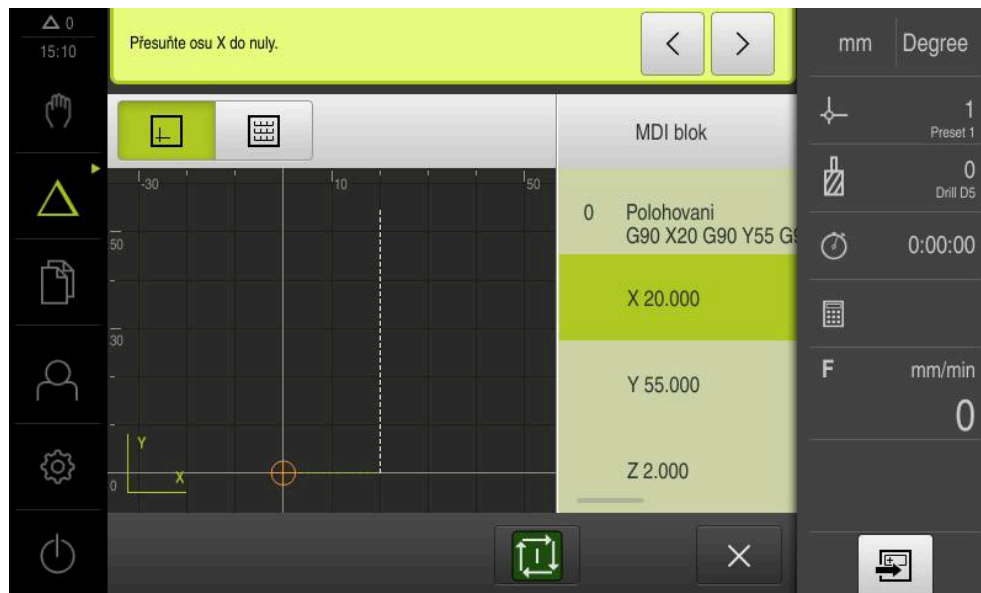 0
15:10
Přesuňte osu X do nuly.
mm Degree
1
Preset 1
0
Drill D5
0:00:00
F mm/min
0
MDI blok
0 Polohovani
G90 X20 G90 Y55
X 20.000
Y 55.000
Z 2.000
-30 10 50
50
30
0
Y
X